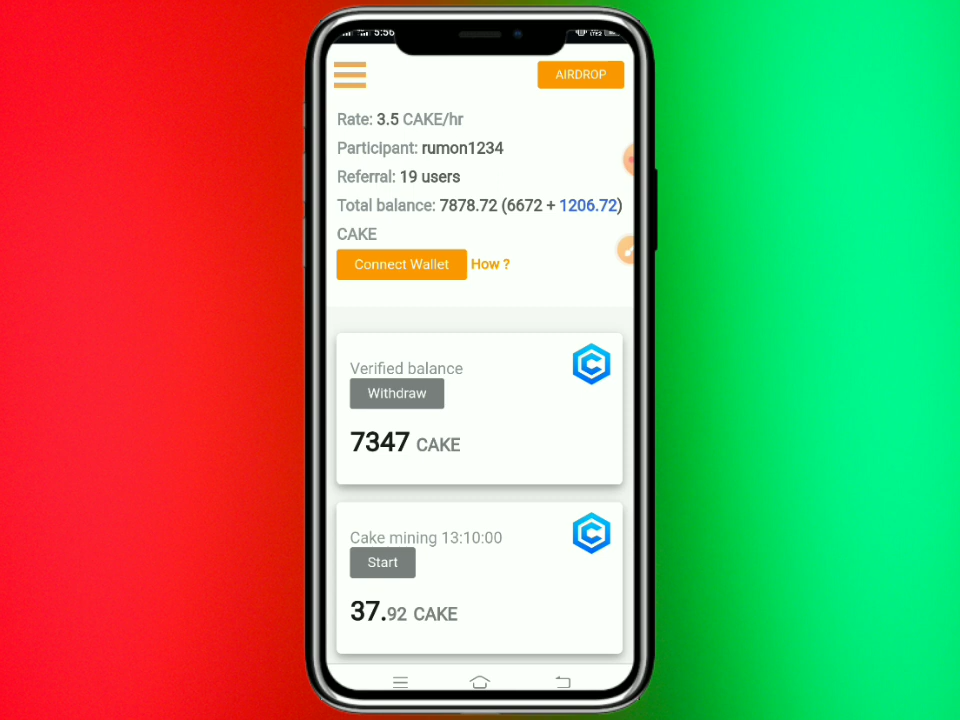 5:56
AIRDROP
Rate: 3.5 CAKE/hr
Participant: rumon1234
Referral: 19 users
Total balance: 7878.72 (6672 + 1206.72)
CAKE
Connect Wallet How ?
Verified balance
Withdraw
7347 CAKE
Cake mining 13:10:00
Start
37.92 CAKE